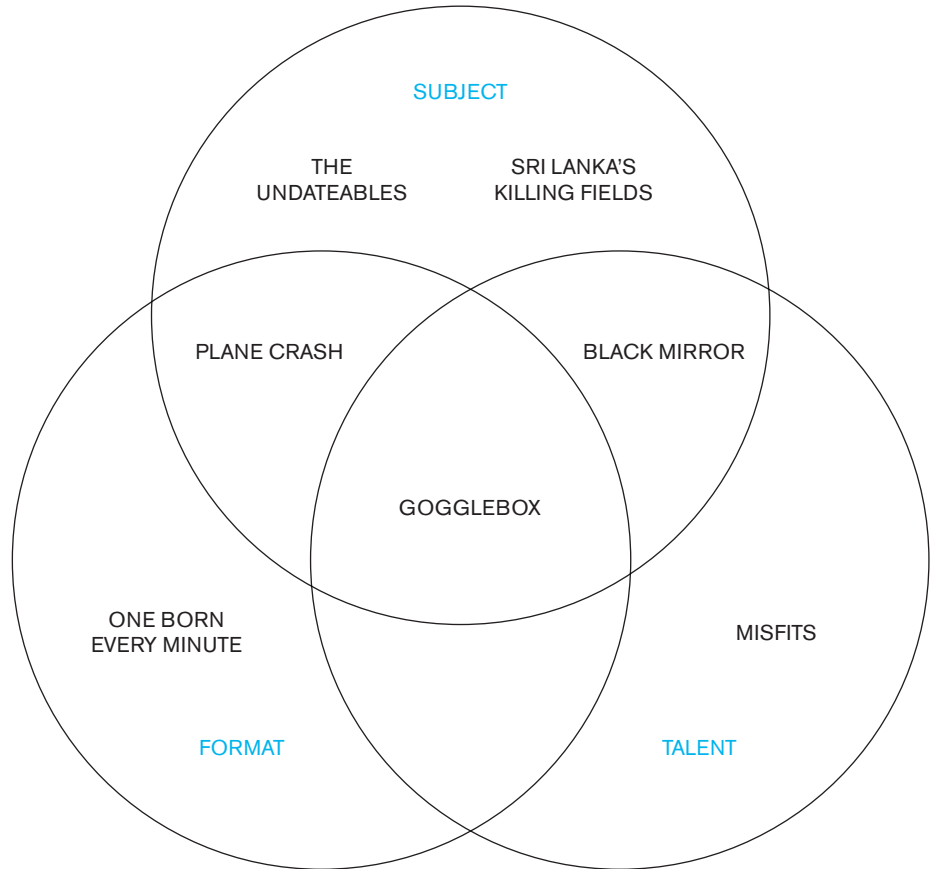 SUBJECT
THE
UNDATEABLES
SRI LANKA'S
KILLING FIELDS
PLANE CRASH
BLACK MIRROR
GOGGLEBOX
ONE BORN
EVERY MINUTE
MISFITS
FORMAT
TALENT